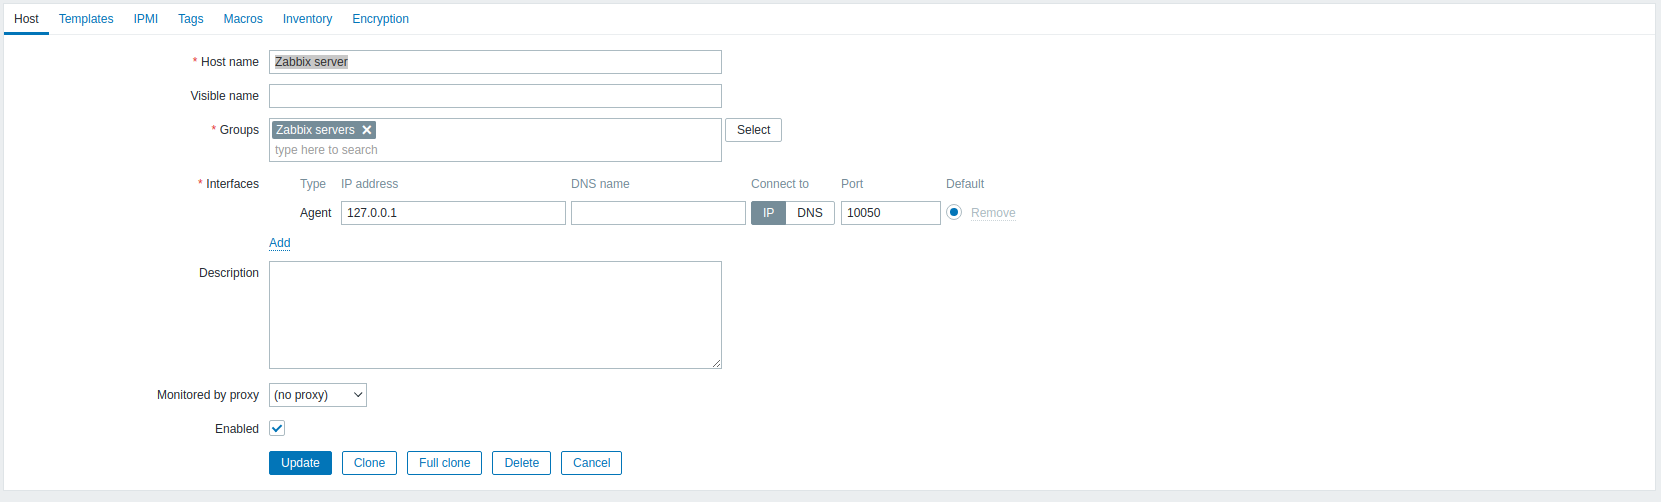 Host Templates IPMI Tags Macros Inventory Encryption
* Host name Zabbix server
Visible name
* Groups Zabbix servers Select
type here to search
* Interfaces Type IP address DNS name Connect to Port Default
Agent 127.0.0.1 IP DNS 10050 Remove
Add
Description
Monitored by proxy (no proxy)
Enabled
Update Clone Full clone Delete Cancel